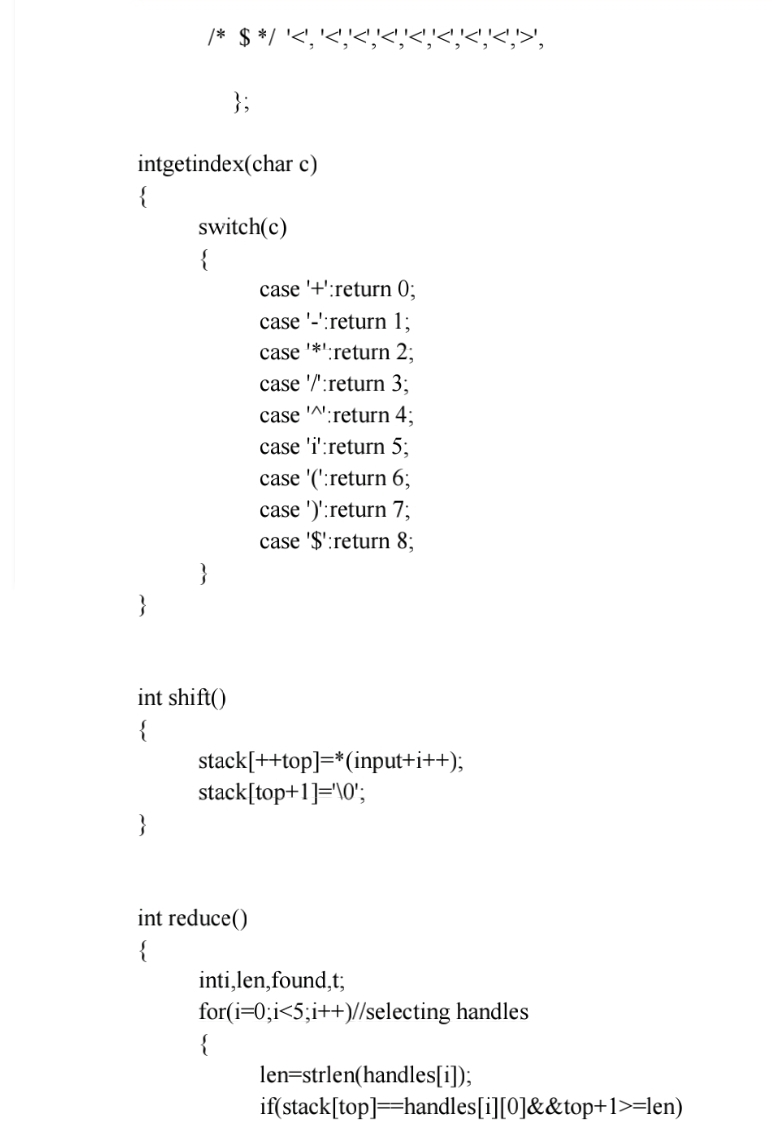 /*  $ */ '<', '<','<','<','<','<','<','<','>',
};
intgetindex(char c)
{
switch(c)
{
case '+':return 0;
case '-':return 1;
case '*':return 2;
case '/':return 3;
case '^':return 4;
case 'i':return 5;
case '(':return 6;
case ')':return 7;
case '$':return 8;
}
}
int shift()
{
stack[++top]=*(input+i++);
stack[top+1]='\0';
}
int reduce()
{
inti,len,found,t;
for(i=0;i<5;i++)//selecting handles
{
len=strlen(handles[i]);
if(stack[top]==handles[i][0]&&top+1>=len)